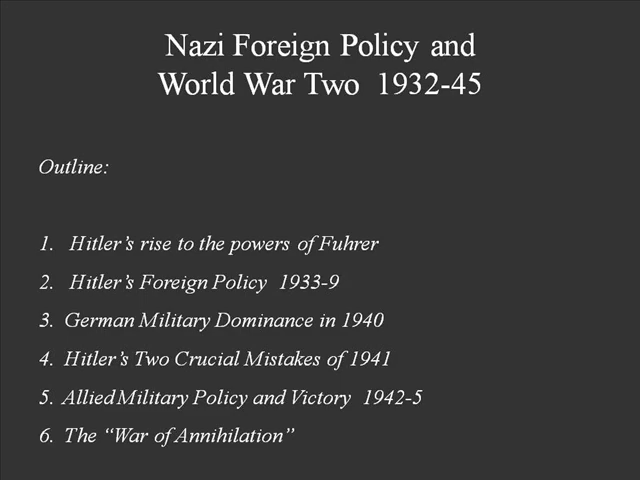 Nazi Foreign Policy and
World War Two 1932-45
Outline:
1. Hitler's rise to the powers of Fuhrer
2. Hitler's Foreign Policy 1933-9
3. German Military Dominance in 1940
4. Hitler's Two Crucial Mistakes of 1941
5. Allied Military Policy and Victory 1942-5
6. The “War of Annihilation”